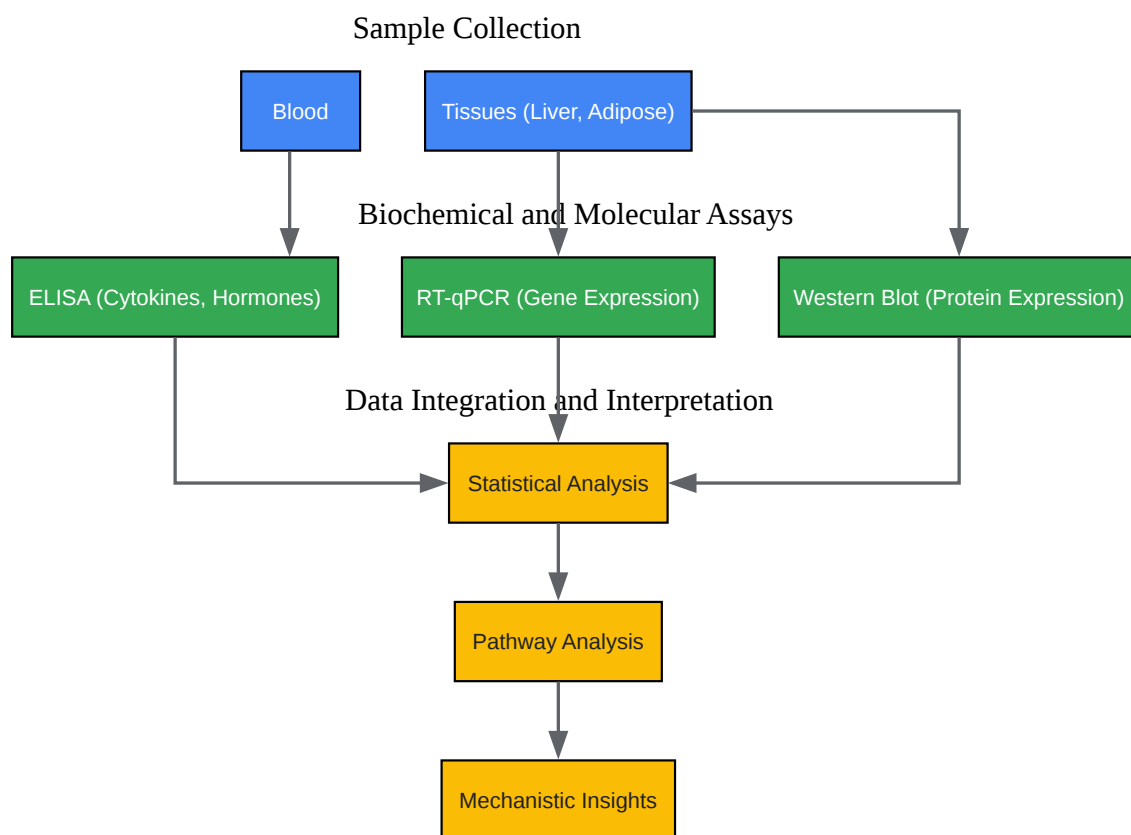 Sample Collection
Blood
Tissues (Liver, Adipose)
Biochemical and Molecular Assays
ELISA (Cytokines, Hormones)
RT-qPCR (Gene Expression)
Western Blot (Protein Expression)
Data Integration and Interpretation
Statistical Analysis
Pathway Analysis
Mechanistic Insights